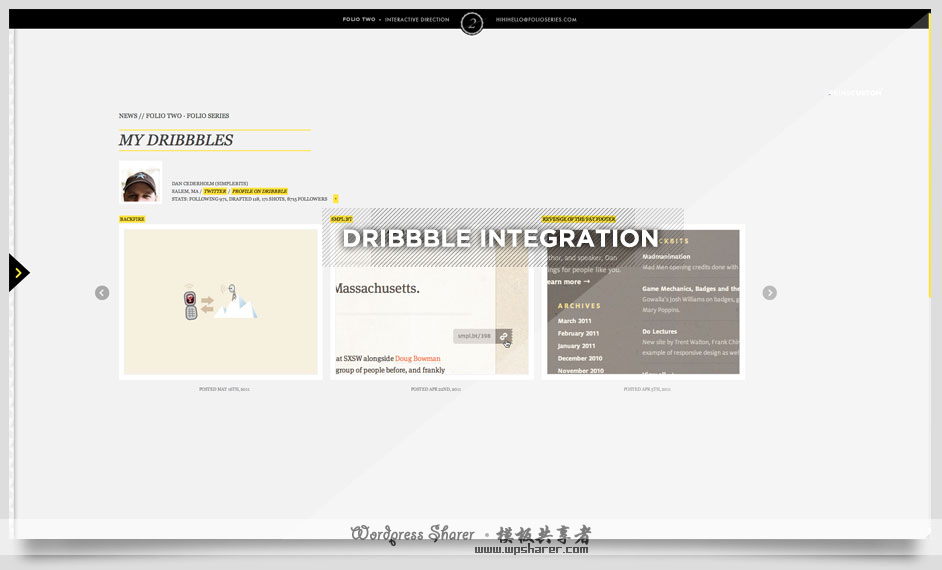 FOLIO TWO • INTERACTIVE DIRECTION
2
HIHIHELLO@FOLIOSERIES.COM
NEWS // FOLIO TWO - FOLIO SERIES
MY DRIBBBLES
DAN CEDERHOLM (SIMPLEBITS)
SALEM, MA / TWITTER / PROFILE ON DRIBBBLE
STATS: FOLLOWING 971, DRAFTED 118, 171 SHOTS, 8715 FOLLOWERS
BACKFIRE
SMPL.BT
REVENGE OF THE FAT FOOTER
DRIBBBLE INTEGRATION
Massachusetts.
smpl.bt/398
at SXSW alongside Doug Bowman
group of people before, and frankly
thor, and speaker, Dan
ings for people like you.
earn more →
ARCHIVES
March 2011
February 2011
January 2011
December 2010
November 2010
CKBITS
Madmanimation
Mad Men opening credits done with
Game Mechanics, Badges and the
Gowalla's Josh Williams on badges, g
Mary Poppins.
Do Lectures
New site by Trent Walton, Frank Chi
example of responsive design as wel
POSTED MAY 18TH, 2011
POSTED APR 22ND, 2011
POSTED APR 5TH, 2011
Wordpress Sharer • 模板共享者
www.wpsharer.com